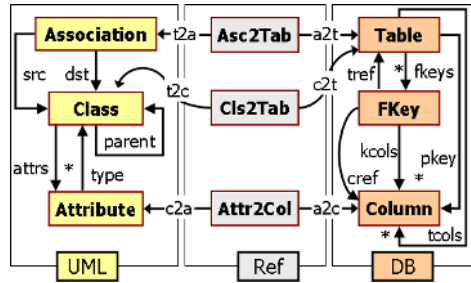 Association t2a Asc2Tab a2t Table
src dst t2c c2t tref * fkeys
Class Cls2Tab FKey
parent kcols pkey
attrs * type cref *
Attribute c2a Attr2Col a2c Column
* tcols
UML Ref DB